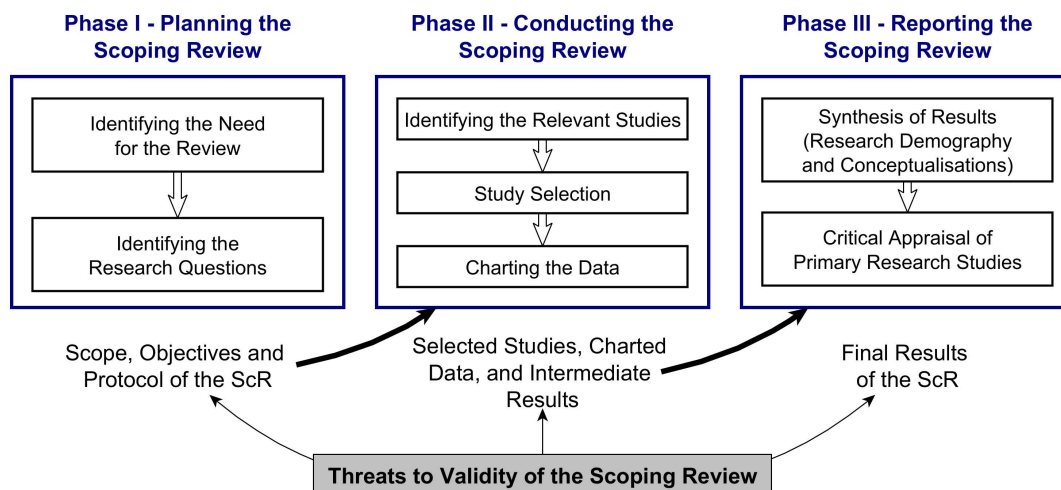 Phase I - Planning the
Scoping Review
Identifying the Need
for the Review
Identifying the
Research Questions
Scope, Objectives and
Protocol of the ScR
Phase II - Conducting the
Scoping Review
Identifying the Relevant Studies
Study Selection
Charting the Data
Selected Studies, Charted
Data, and Intermediate
Results
Phase III - Reporting the
Scoping Review
Synthesis of Results
(Research Demography
and Conceptualisations)
Critical Appraisal of
Primary Research Studies
Final Results
of the ScR
Threats to Validity of the Scoping Review